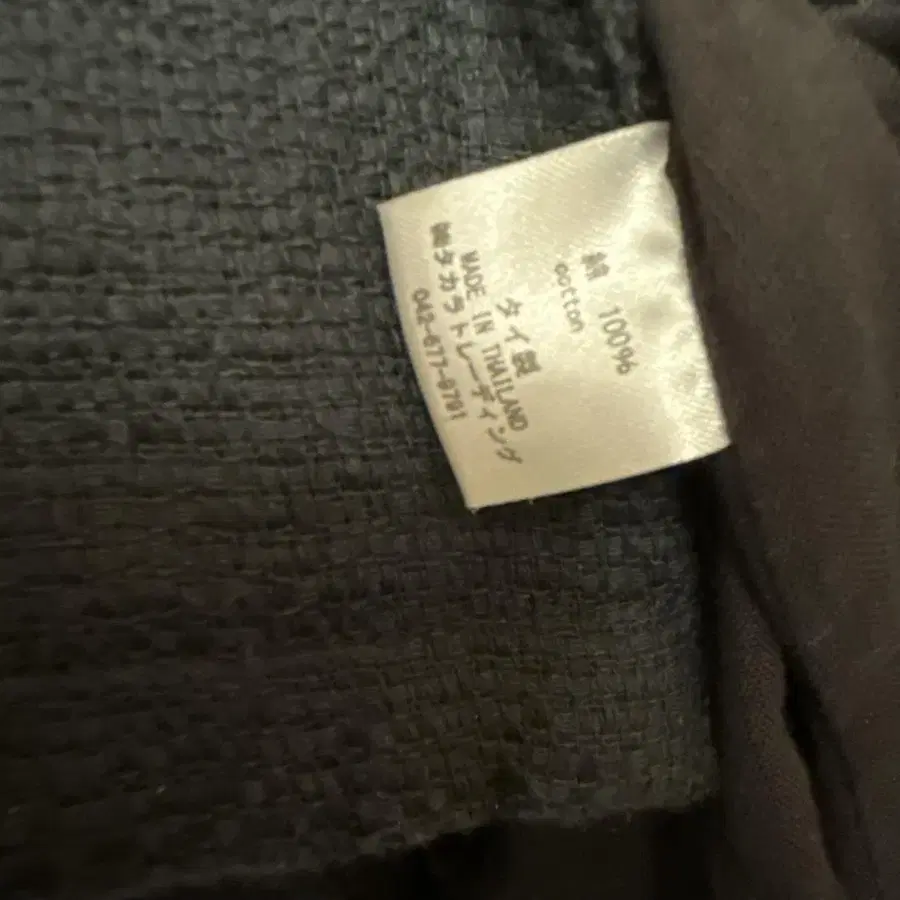 綿 100%
cotton
タイ製
MADE IN THAILAND
㈱タカラトレーディング
042-677-8791